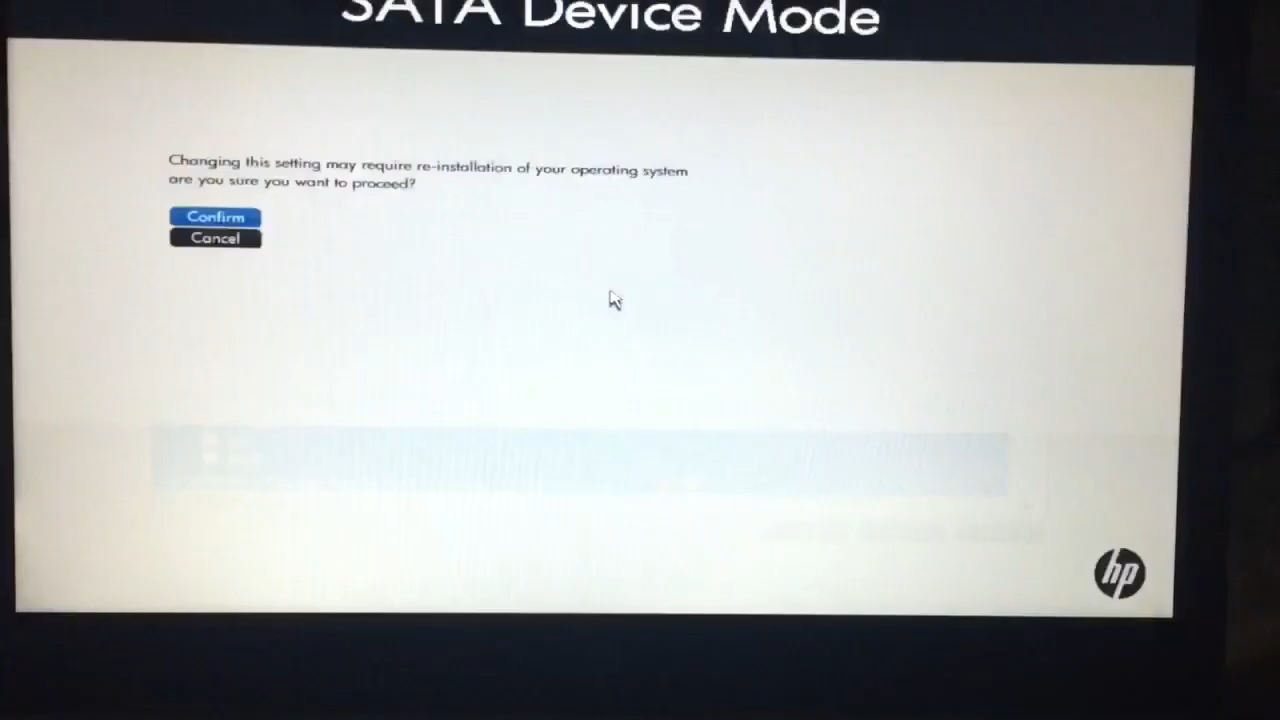 SATA Device Mode
Changing this setting may require re-installation of your operating system
are you sure you want to proceed?
Confirm
Cancel
hp